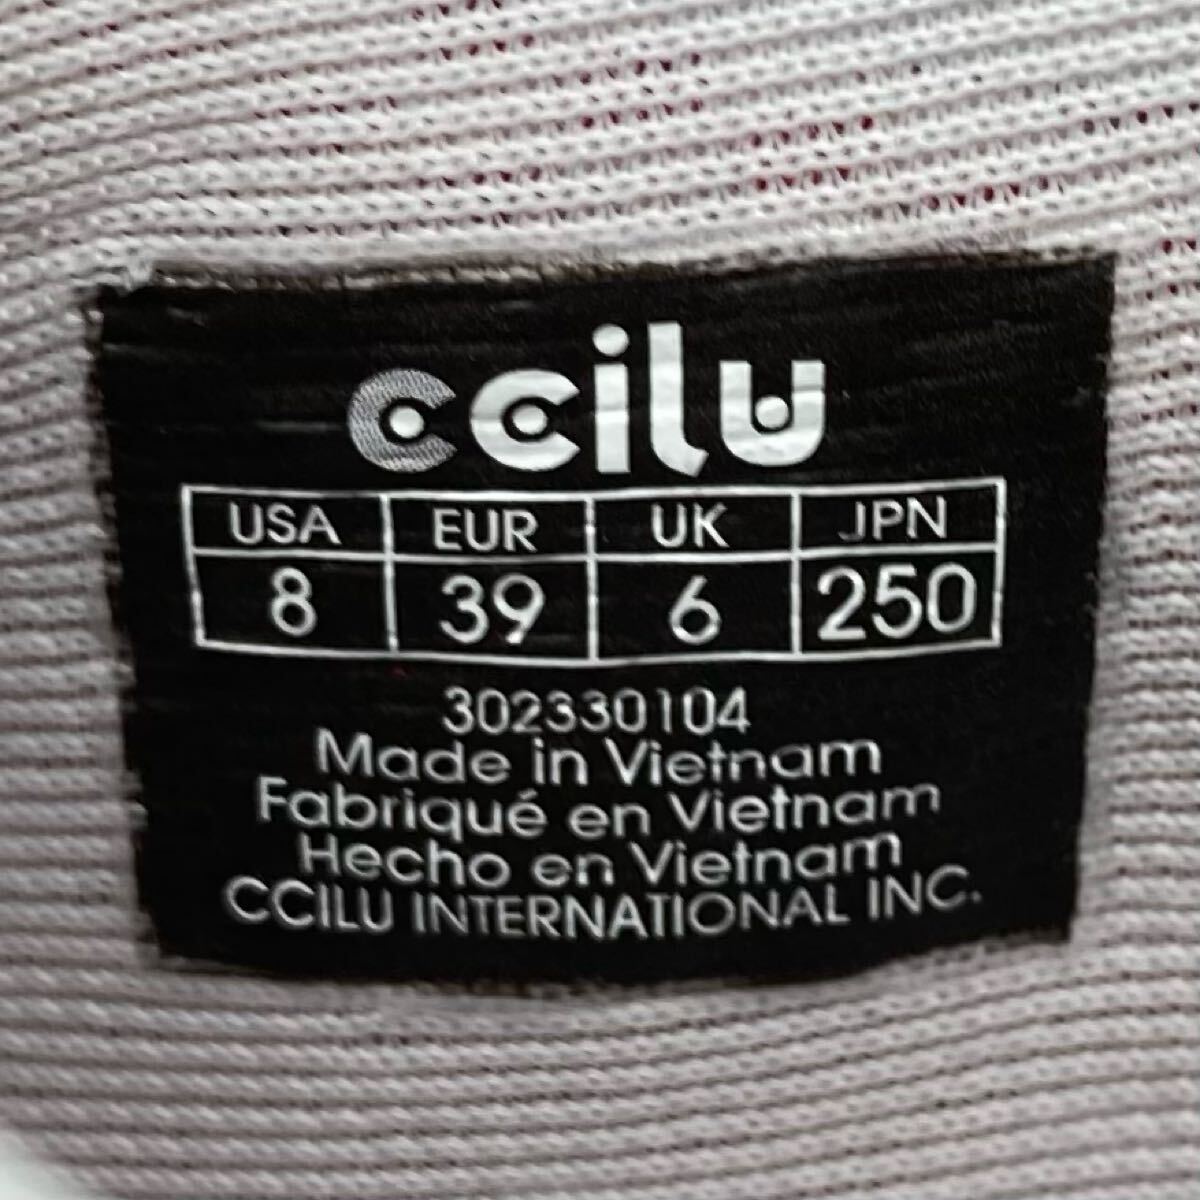 ccilu
USA EUR UK JPN
8 39 6 250
302330104
Made in Vietnam
Fabriqué en Vietnam
Hecho en Vietnam
CCILU INTERNATIONAL INC.